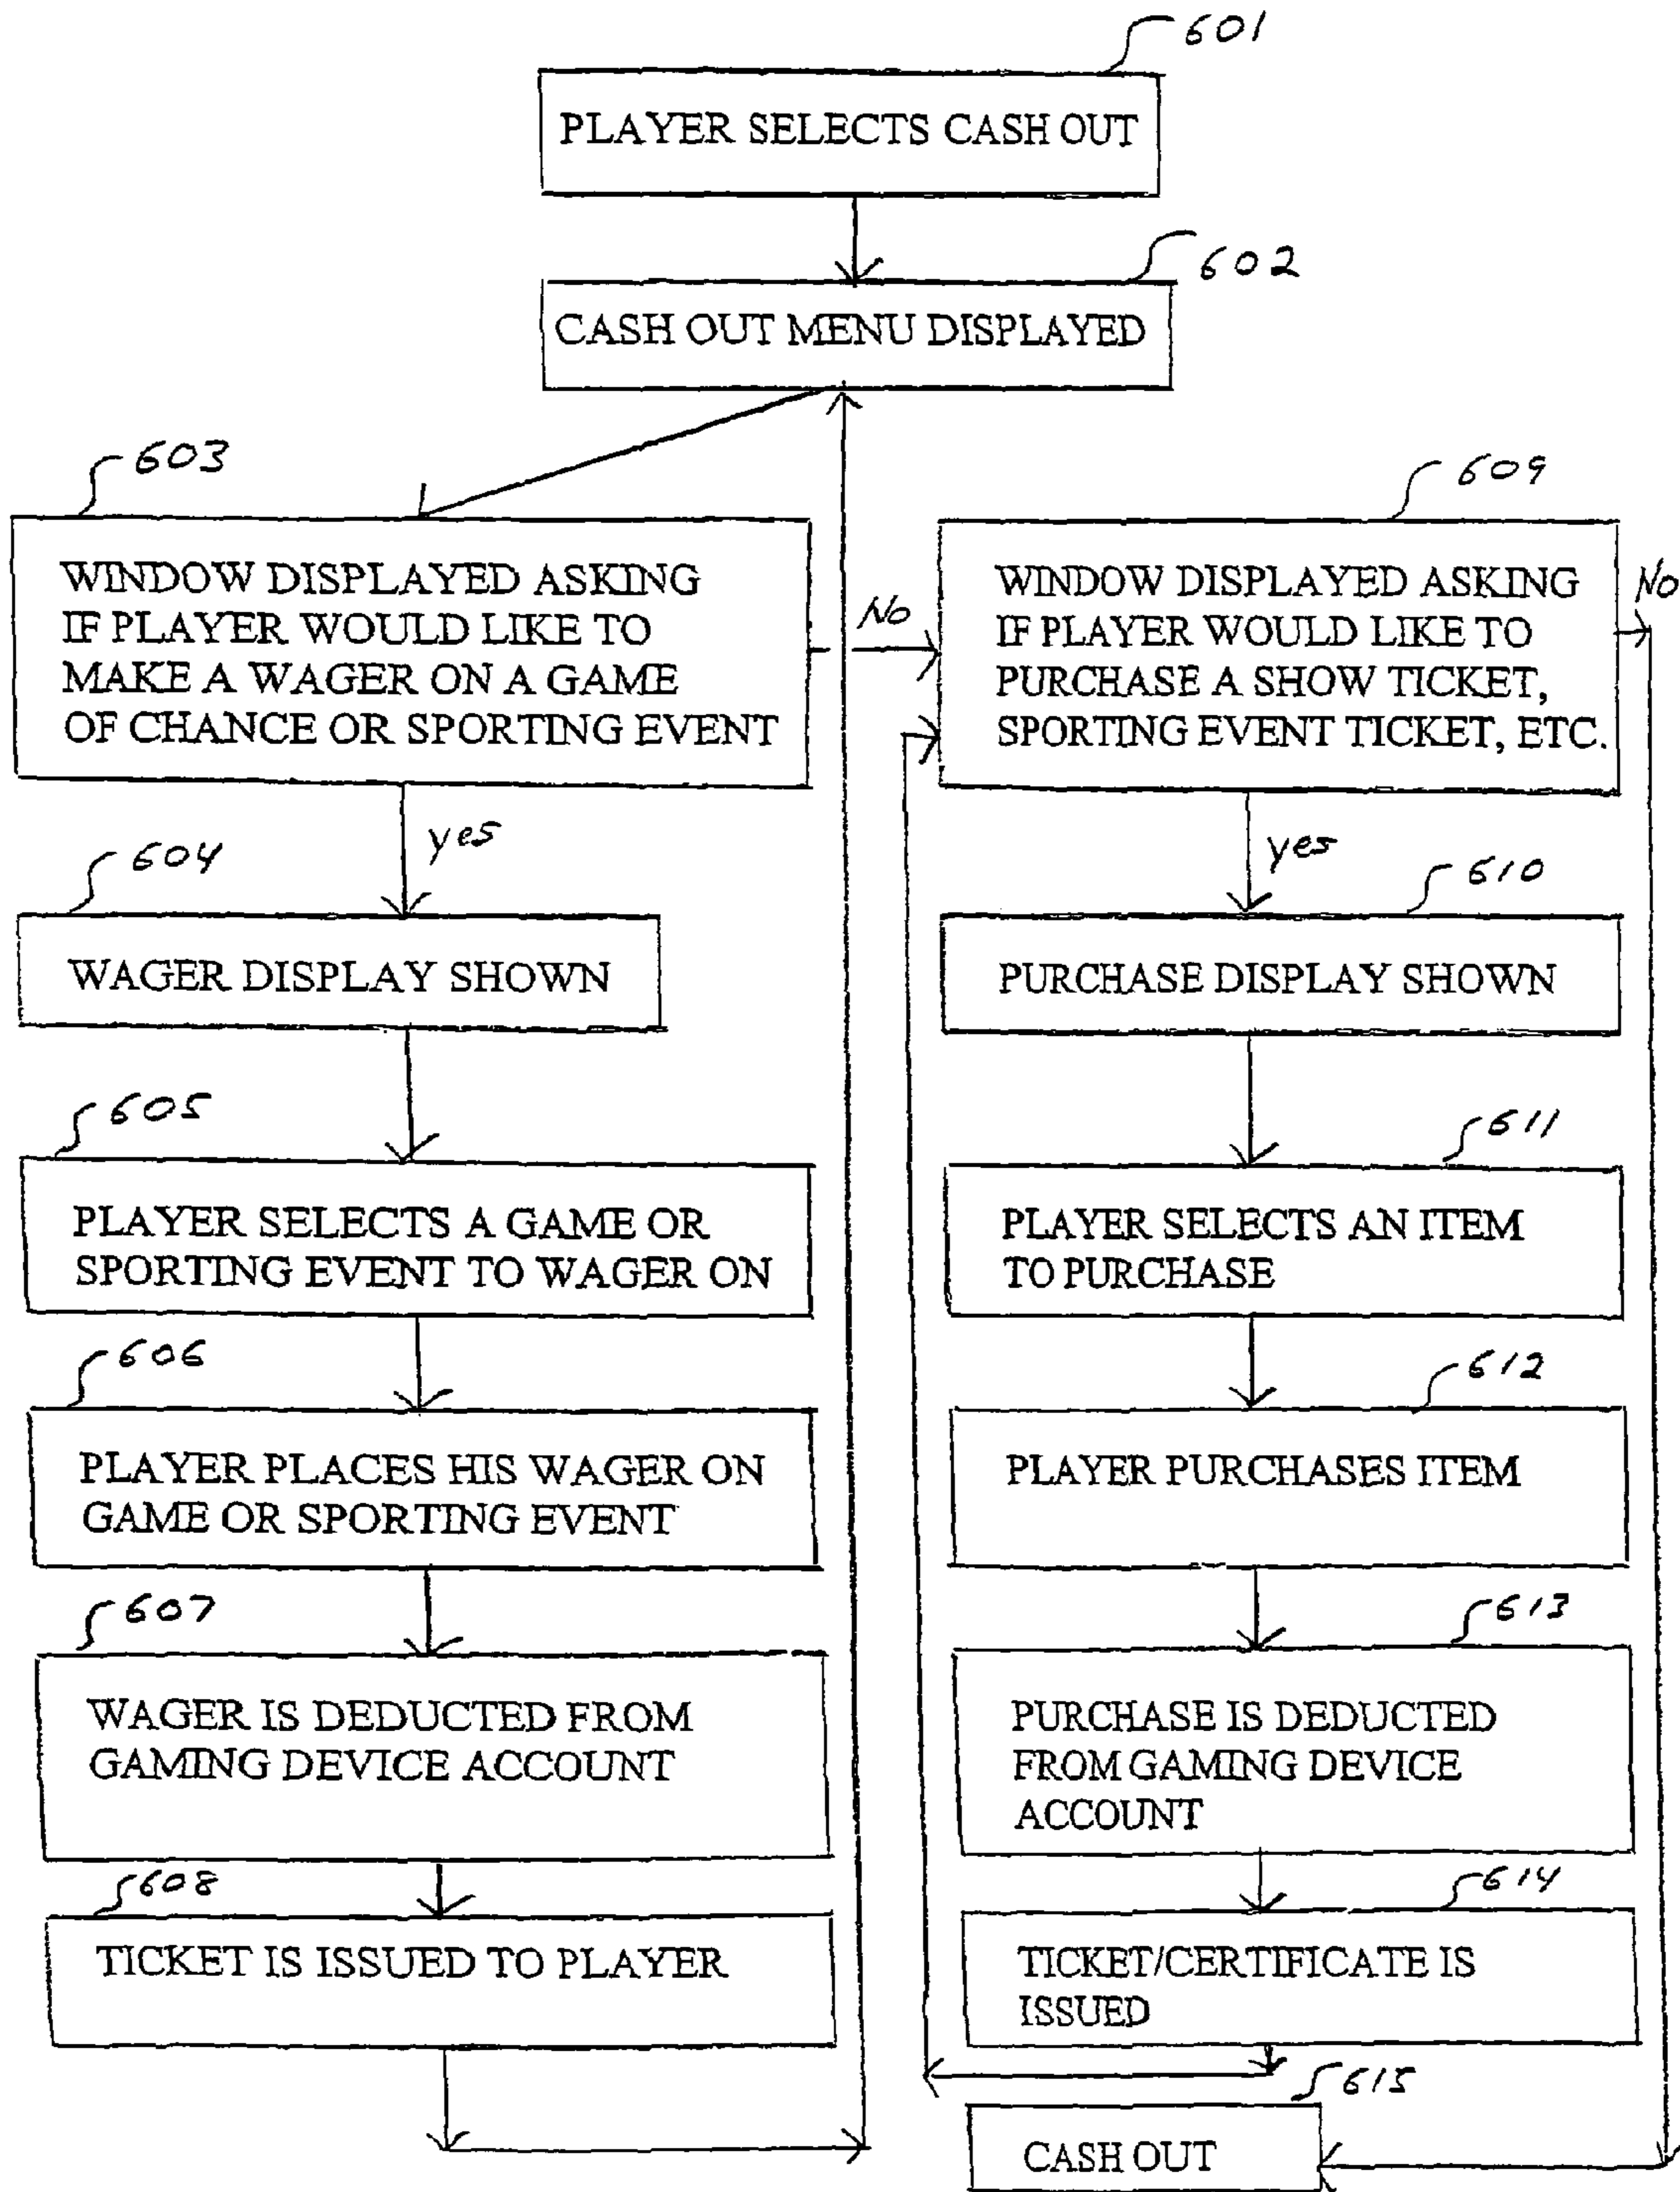 601
PLAYER SELECTS CASH OUT
602
CASH OUT MENU DISPLAYED
603
WINDOW DISPLAYED ASKING
IF PLAYER WOULD LIKE TO
MAKE A WAGER ON A GAME
OF CHANCE OR SPORTING EVENT
No
yes
604
WAGER DISPLAY SHOWN
605
PLAYER SELECTS A GAME OR
SPORTING EVENT TO WAGER ON
606
PLAYER PLACES HIS WAGER ON
GAME OR SPORTING EVENT
607
WAGER IS DEDUCTED FROM
GAMING DEVICE ACCOUNT
608
TICKET IS ISSUED TO PLAYER
609
WINDOW DISPLAYED ASKING
IF PLAYER WOULD LIKE TO
PURCHASE A SHOW TICKET,
SPORTING EVENT TICKET, ETC.
No
yes
610
PURCHASE DISPLAY SHOWN
611
PLAYER SELECTS AN ITEM
TO PURCHASE
612
PLAYER PURCHASES ITEM
613
PURCHASE IS DEDUCTED
FROM GAMING DEVICE
ACCOUNT
614
TICKET/CERTIFICATE IS
ISSUED
615
CASH OUT